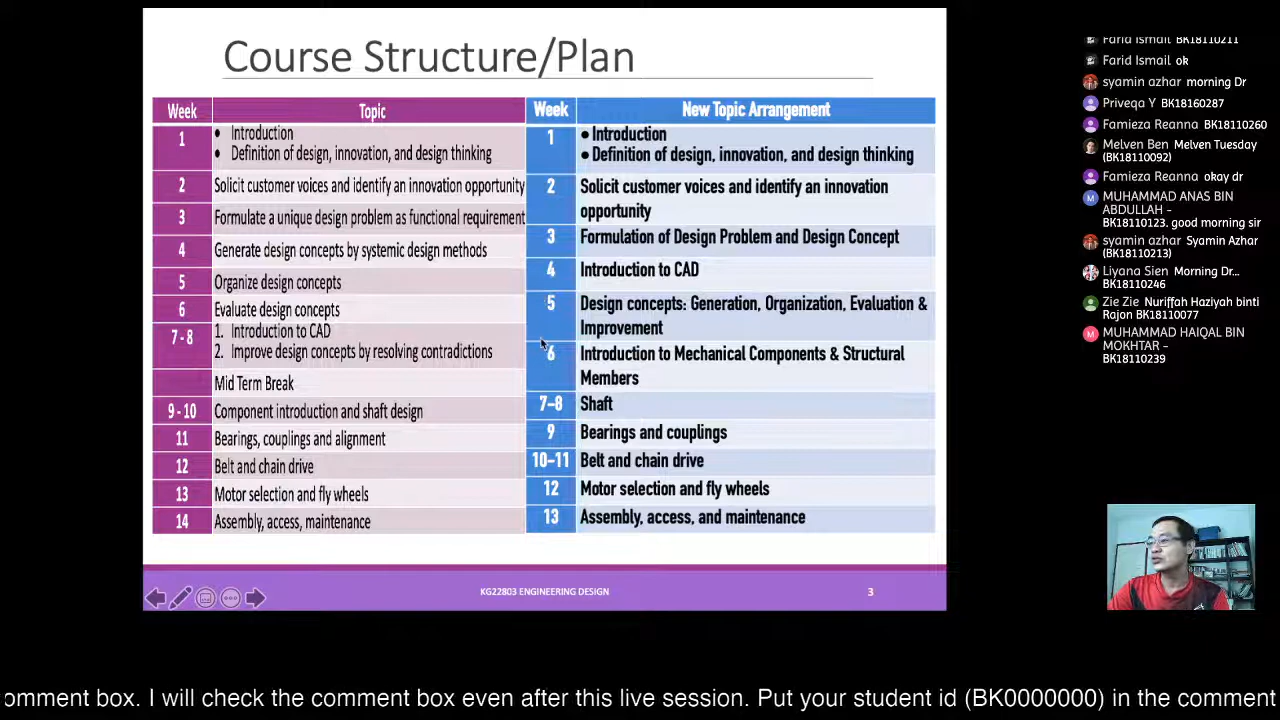 Course Structure/Plan
Week Topic
1 • Introduction
• Definition of design, innovation, and design thinking
2 Solicit customer voices and identify an innovation opportunity
3 Formulate a unique design problem as functional requirement
4 Generate design concepts by systemic design methods
5 Organize design concepts
6 Evaluate design concepts
7 - 8 1. Introduction to CAD
2. Improve design concepts by resolving contradictions
Mid Term Break
9 - 10 Component introduction and shaft design
11 Bearings, couplings and alignment
12 Belt and chain drive
13 Motor selection and fly wheels
14 Assembly, access, maintenance
Week New Topic Arrangement
1 • Introduction
• Definition of design, innovation, and design thinking
2 Solicit customer voices and identify an innovation
opportunity
3 Formulation of Design Problem and Design Concept
4 Introduction to CAD
5 Design concepts: Generation, Organization, Evaluation &
Improvement
6 Introduction to Mechanical Components & Structural
Members
7–8 Shaft
9 Bearings and couplings
10–11 Belt and chain drive
12 Motor selection and fly wheels
13 Assembly, access, and maintenance
KG22803 ENGINEERING DESIGN
3
Farid Ismail BK18110211
Farid Ismail ok
syamin azhar morning Dr
Priveqa Y BK18160287
Famieza Reanna BK18110260
Melven Ben Melven Tuesday
(BK18110092)
Famieza Reanna okay dr
MUHAMMAD ANAS BIN
ABDULLAH –
BK18110123. good morning sir
syamin azhar Syamin Azhar
(BK18110213)
Liyana Sien Morning Dr...
BK18110246
Zie Zie Nuriffah Haziyah binti
Rajon BK18110077
MUHAMMAD HAIQAL BIN
MOKHTAR –
BK18110239
omment box. I will check the comment box even after this live session. Put your student id (BK0000000) in the comment